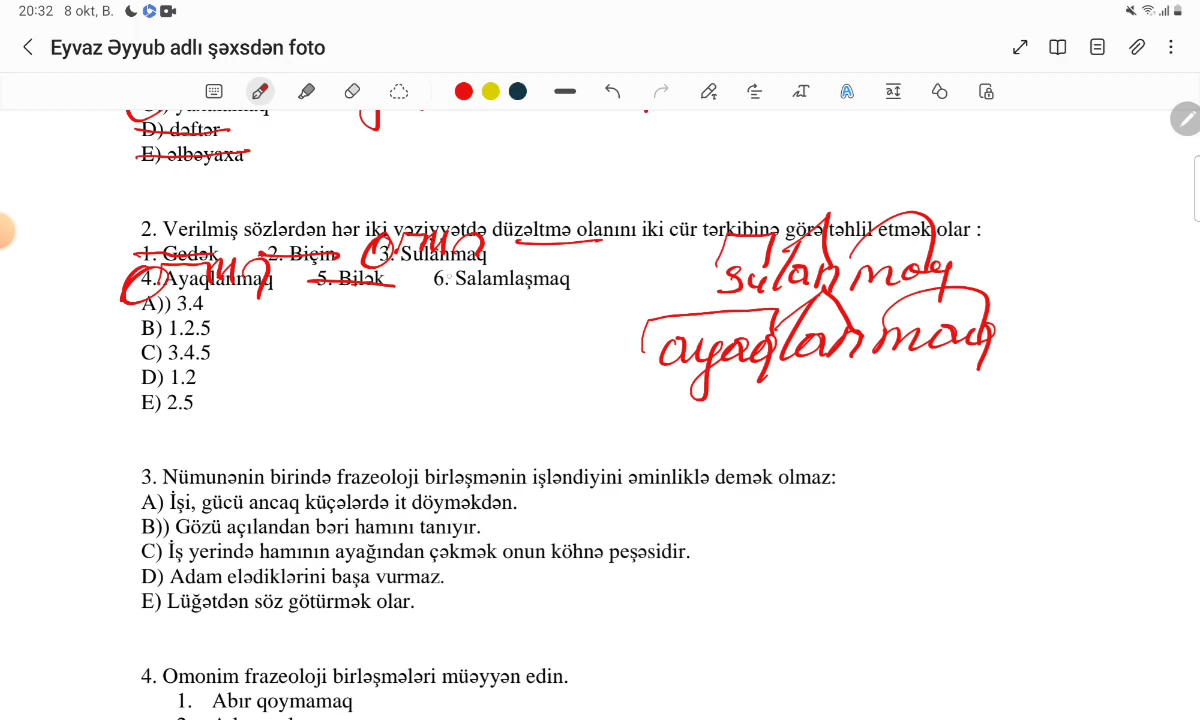 20:32 8 okt, B.
Eyvaz Əyyub adlı şəxsdən foto
D) dəftər
E) əlbəyaxa
2. Verilmiş sözlərdən hər iki vəziyyətdə düzəltmə olanını iki cür tərkibinə görə təhlil etmək olar :
1. Gedək 2. Biçin 3. Sulanmaq
4. Ayaqlanmaq 5. Bilək 6. Salamlaşmaq
sulanmaq
ayaqlanmaq
A)) 3.4
B) 1.2.5
C) 3.4.5
D) 1.2
E) 2.5
3. Nümunənin birində frazeoloji birləşmənin işləndiyini əminliklə demək olmaz:
A) İşi, gücü ancaq küçələrdə it döyməkdən.
B)) Gözü açılandan bəri hamını tanıyır.
C) İş yerində hamının ayağından çəkmək onun köhnə peşəsidir.
D) Adam elədiklərini başa vurmaz.
E) Lüğətdən söz götürmək olar.
4. Omonim frazeoloji birləşmələri müəyyən edin.
1. Abır qoymamaq